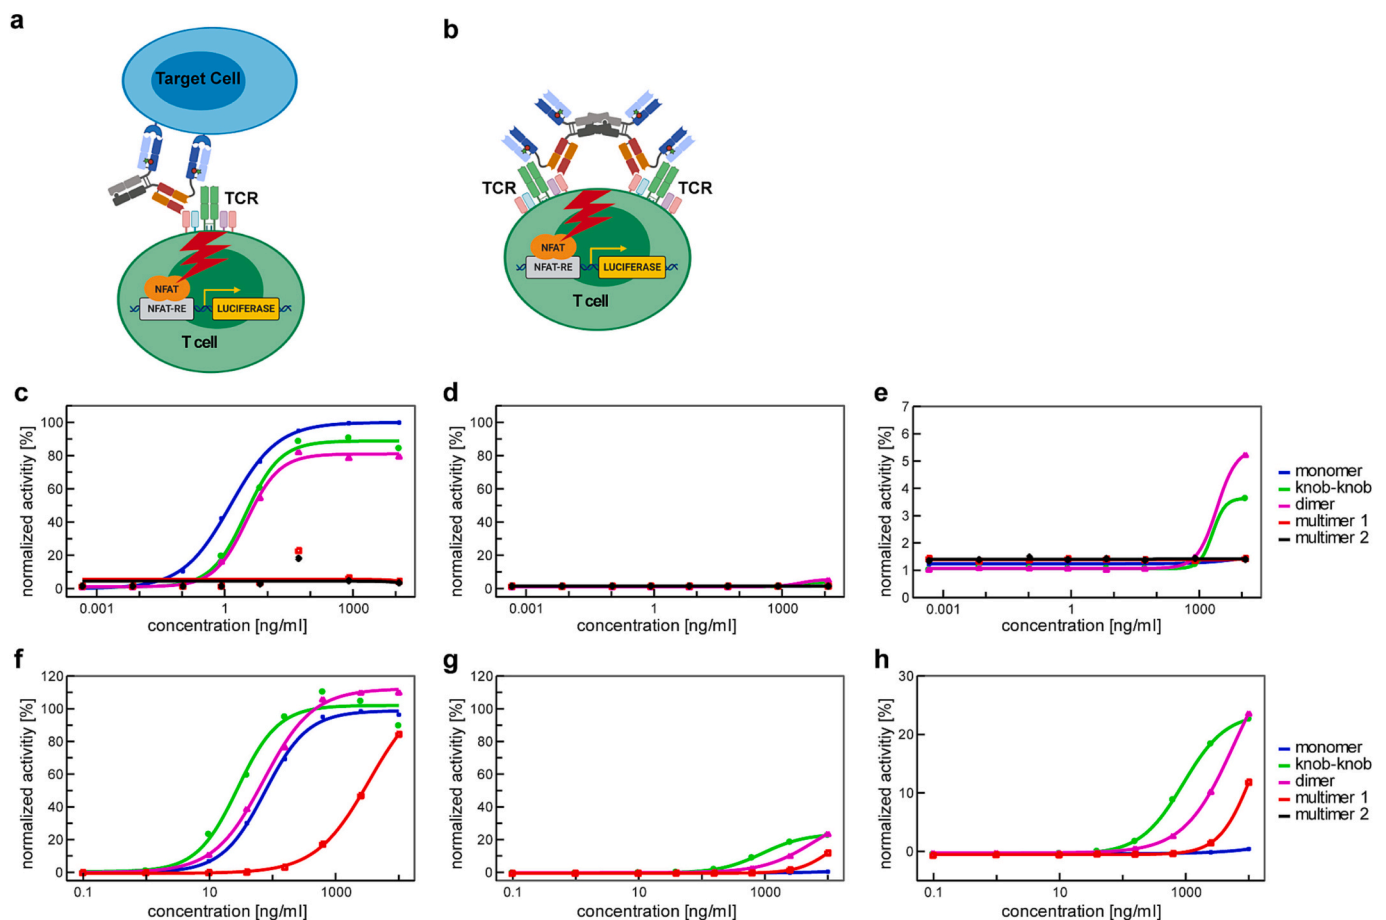 a
Target Cell
TCR
NFAT
NFAT-RE
LUCIFERASE
T cell
b
TCR
TCR
NFAT
NFAT-RE
LUCIFERASE
T cell
c
normalized activitiy [%]
100
80
60
40
20
0
0.001
1
1000
concentration [ng/ml]
d
normalized activitiy [%]
100
80
60
40
20
0
0.001
1
1000
concentration [ng/ml]
e
normalized activitiy [%]
7
6
5
4
3
2
1
0
0.001
1
1000
concentration [ng/ml]
monomer
knob-knob
dimer
multimer 1
multimer 2
f
normalized activitiy [%]
120
100
80
60
40
20
0
0.1
10
1000
concentration [ng/ml]
g
normalized activitiy [%]
120
100
80
60
40
20
0
0.1
10
1000
concentration [ng/ml]
h
normalized activitiy [%]
30
20
10
0
0.1
10
1000
concentration [ng/ml]
monomer
knob-knob
dimer
multimer 1
multimer 2